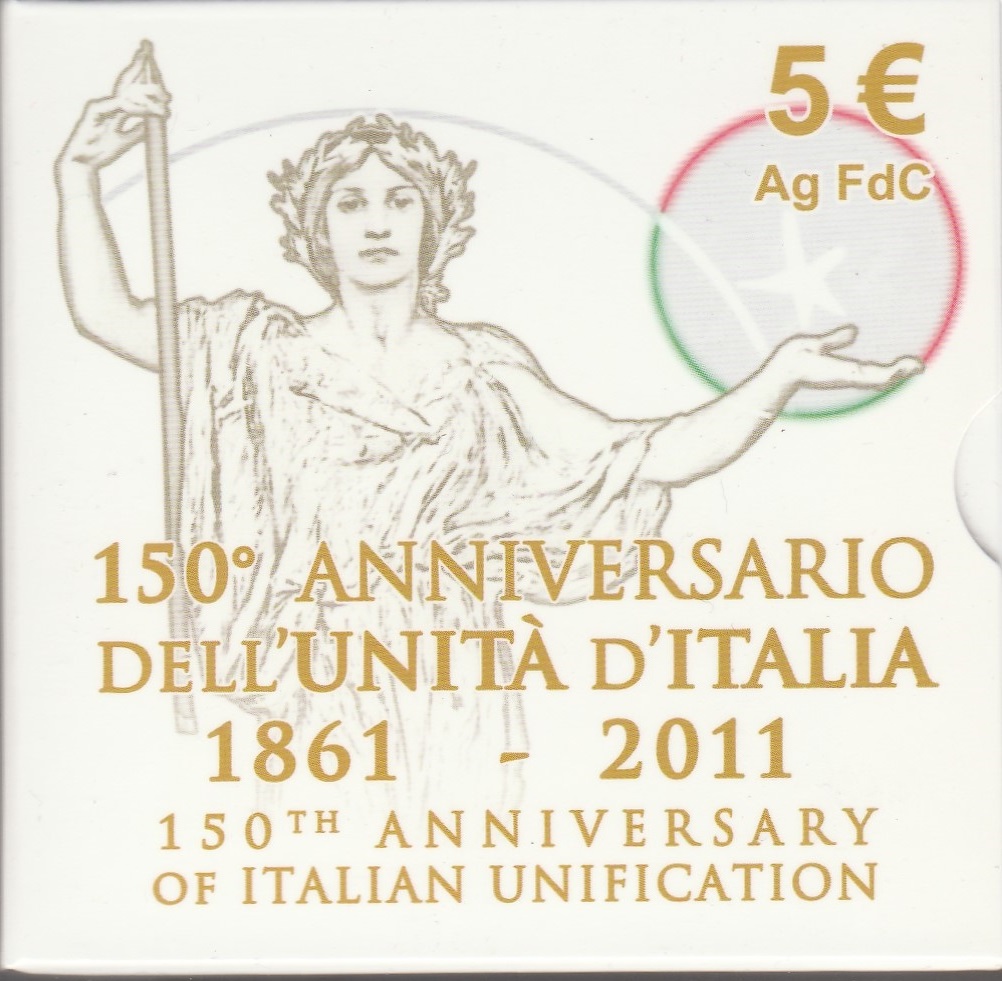 5 €
Ag FdC
150° ANNIVERSARIO
DELL'UNITÀ D'ITALIA
1861 - 2011
150TH ANNIVERSARY
OF ITALIAN UNIFICATION